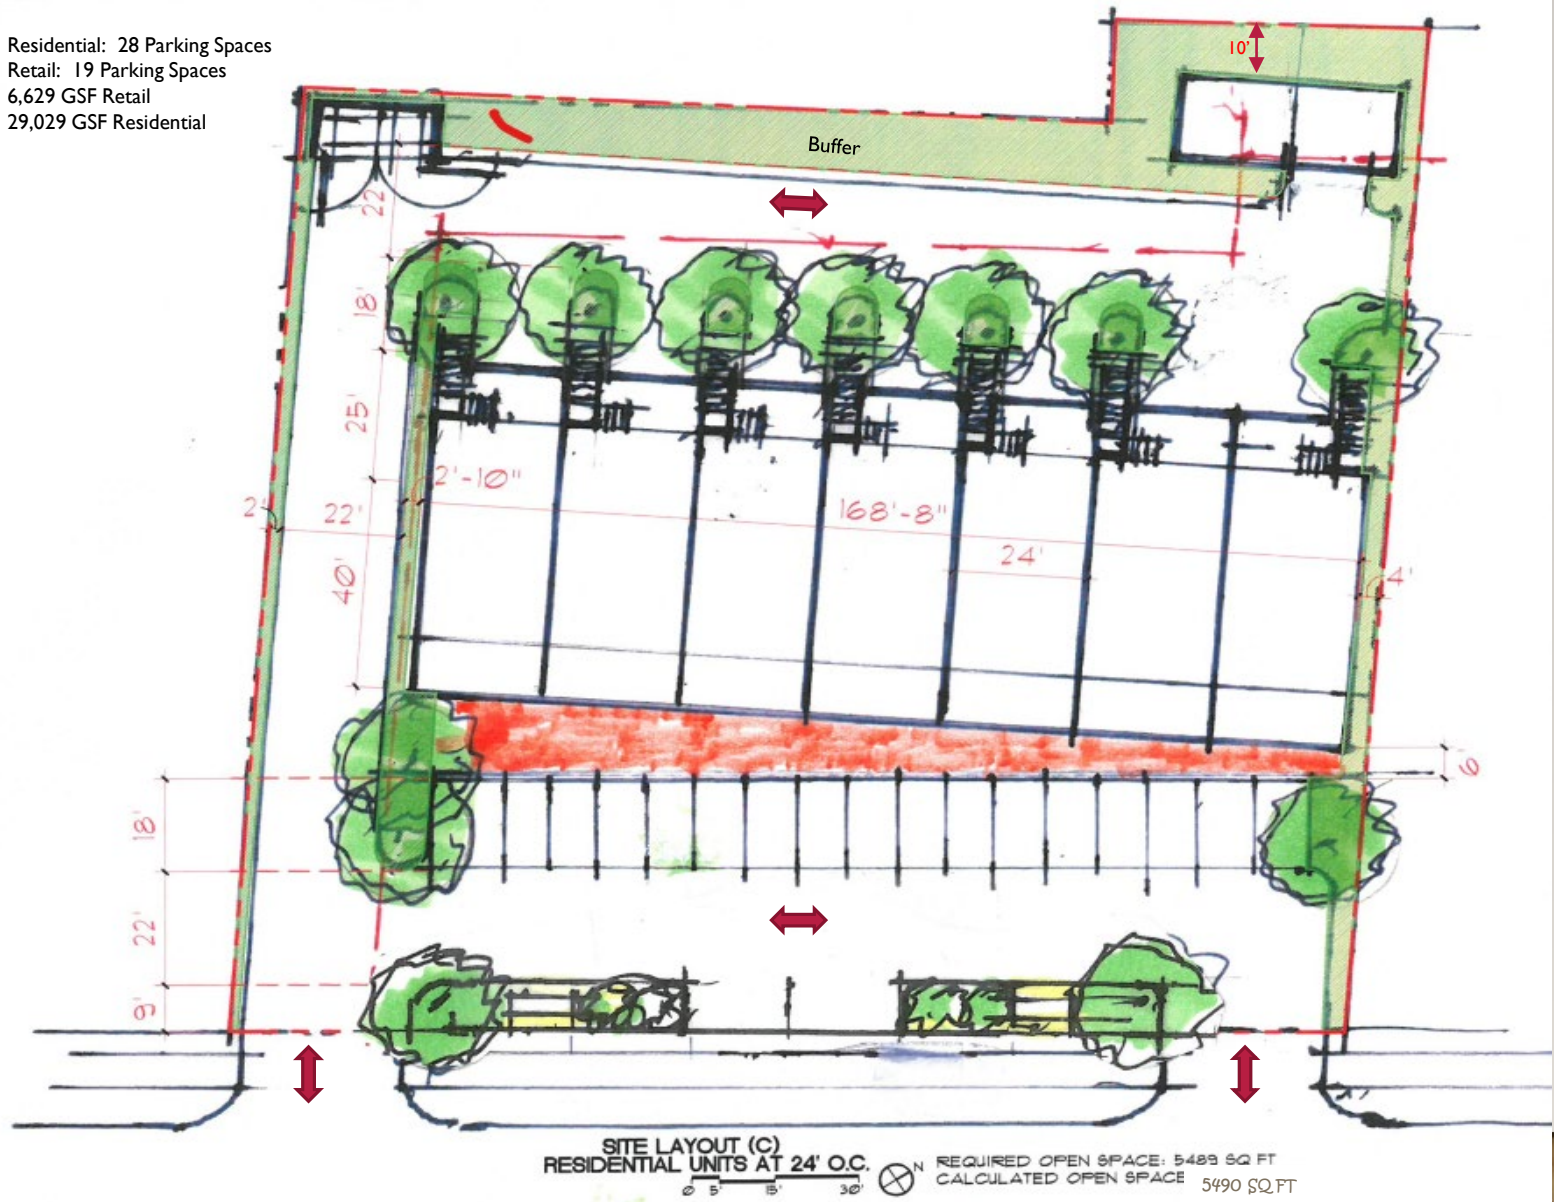 Residential: 28 Parking Spaces
Retail: 19 Parking Spaces
6,629 GSF Retail
29,029 GSF Residential
10'
Buffer
22'
18'
25'
2'-10"
2'
22'
168'-8"
24'
40'
4'
6'
18'
22'
9'
SITE LAYOUT (C)
RESIDENTIAL UNITS AT 24' O.C.
0 5' 15' 30'
N
REQUIRED OPEN SPACE: 5489 SQ FT
CALCULATED OPEN SPACE 5490 SQ FT